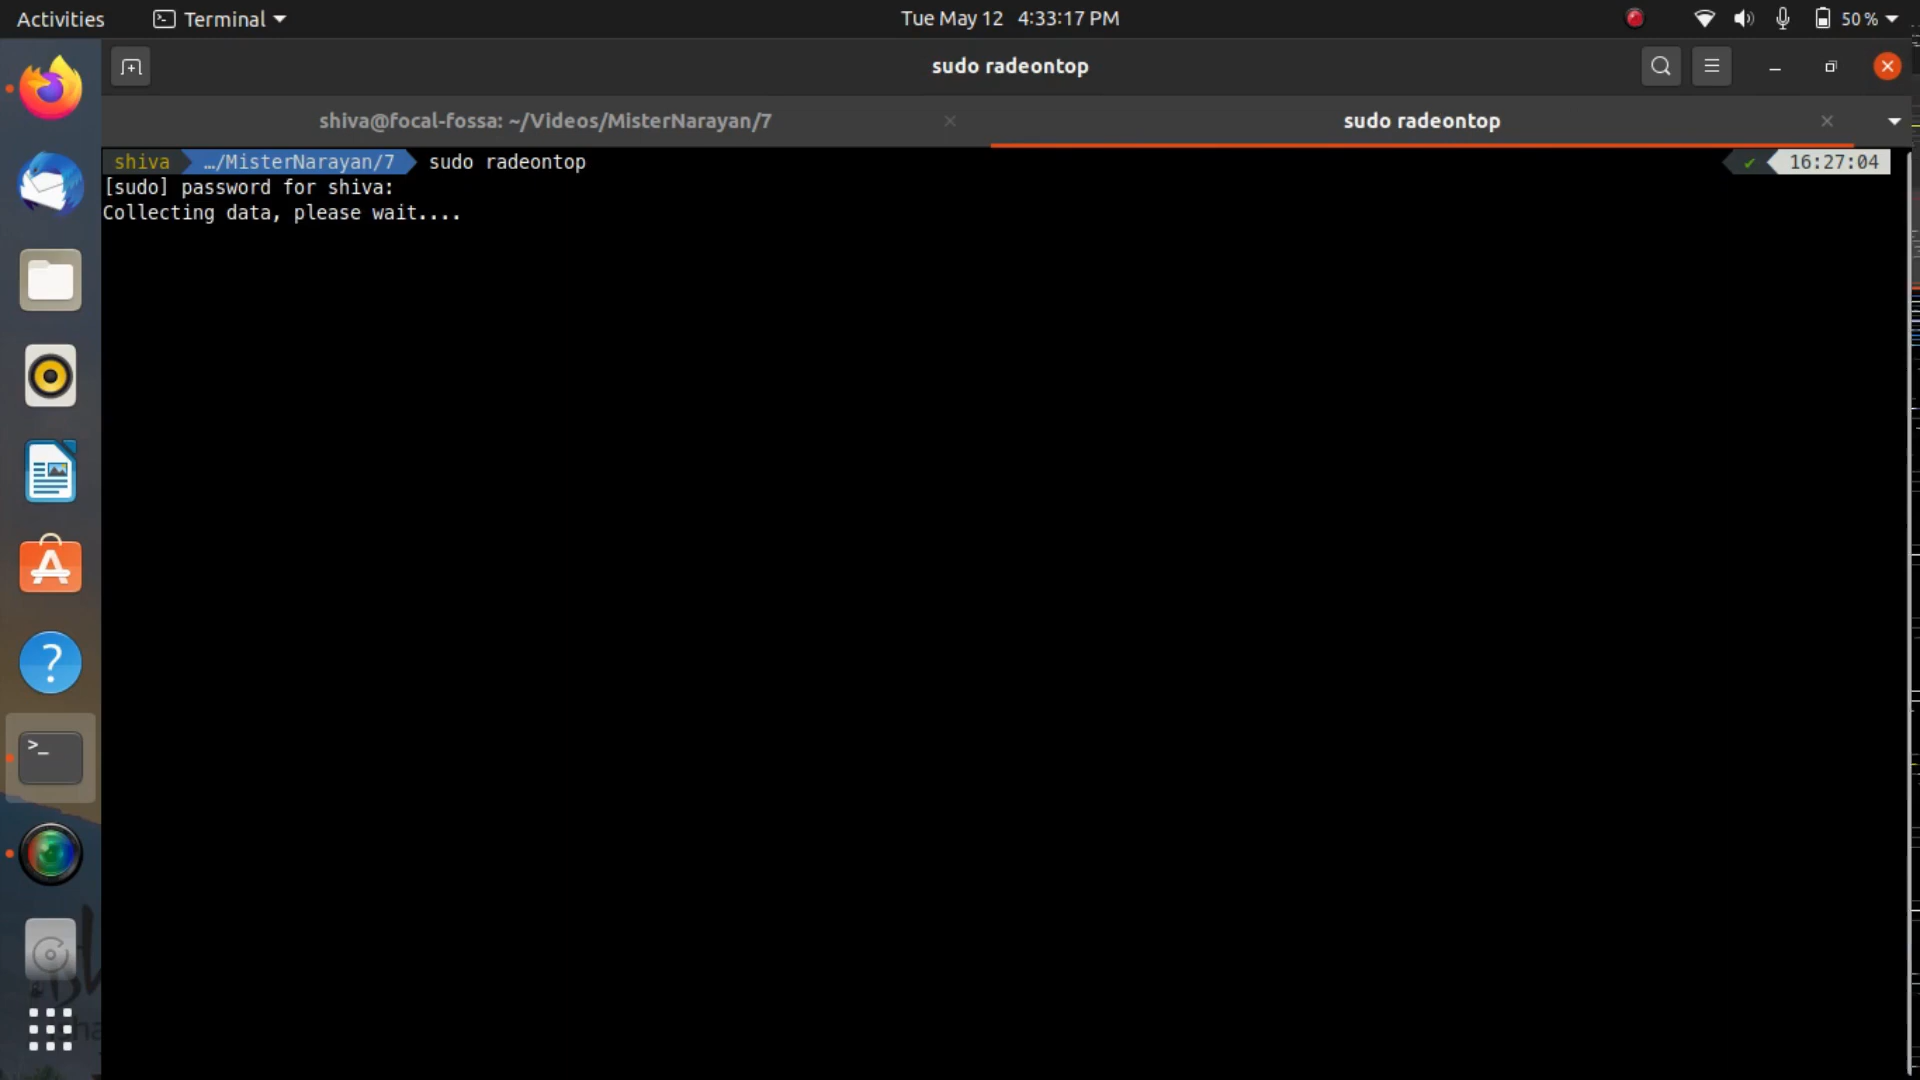 Activities
Terminal
Tue May 12 4:33:17 PM
50 %
sudo radeontop
shiva@focal-fossa: ~/Videos/MisterNarayan/7
sudo radeontop
shiva …/MisterNarayan/7 sudo radeontop
✔ 16:27:04
[sudo] password for shiva:
Collecting data, please wait....